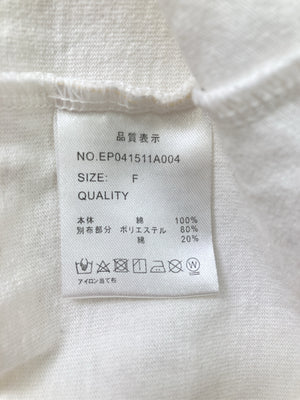 品質表示
NO.EP041511A004
SIZE: F
QUALITY
本体 綿 100%
別布部分 ポリエステル 80%
綿 20%
アイロン当て布